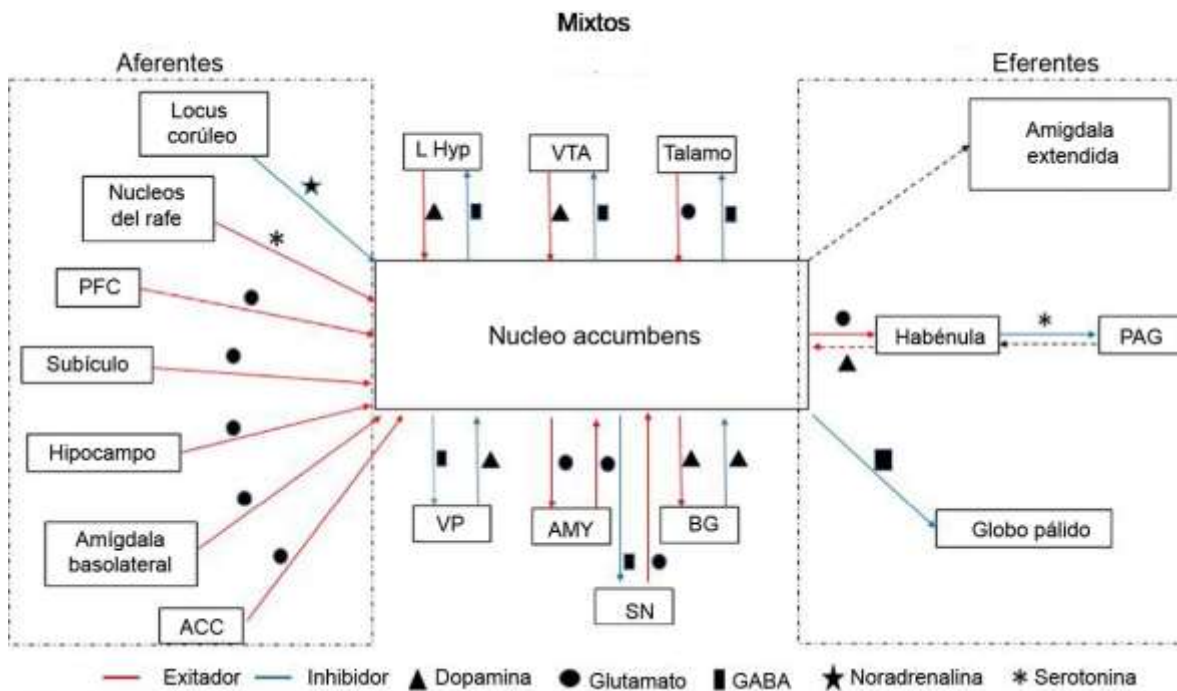 Mixtos
Aferentes
Eferentes
Locus
corúleo
L Hyp
VTA
Talamo
Amigdala
extendida
Nucleos
del rafe
PFC
Nucleo accumbens
Habénula
PAG
Subículo
Hipocampo
VP
AMY
BG
Globo pálido
Amígdala
basolateral
SN
ACC
Exitador
Inhibidor
Dopamina
Glutamato
GABA
Noradrenalina
Serotonina